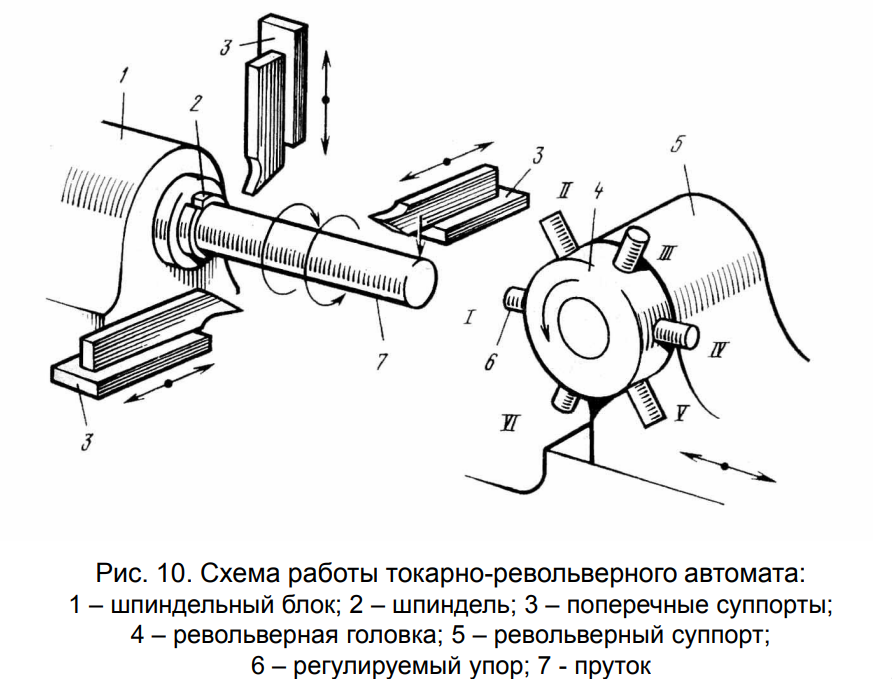 3
1
2
3
5
II
4
III
I
6
IV
7
VI
V
3
Рис. 10. Схема работы токарно-револьверного автомата:
1 – шпиндельный блок; 2 – шпиндель; 3 – поперечные суппорты;
4 – револьверная головка; 5 – револьверный суппорт;
6 – регулируемый упор; 7 - пруток